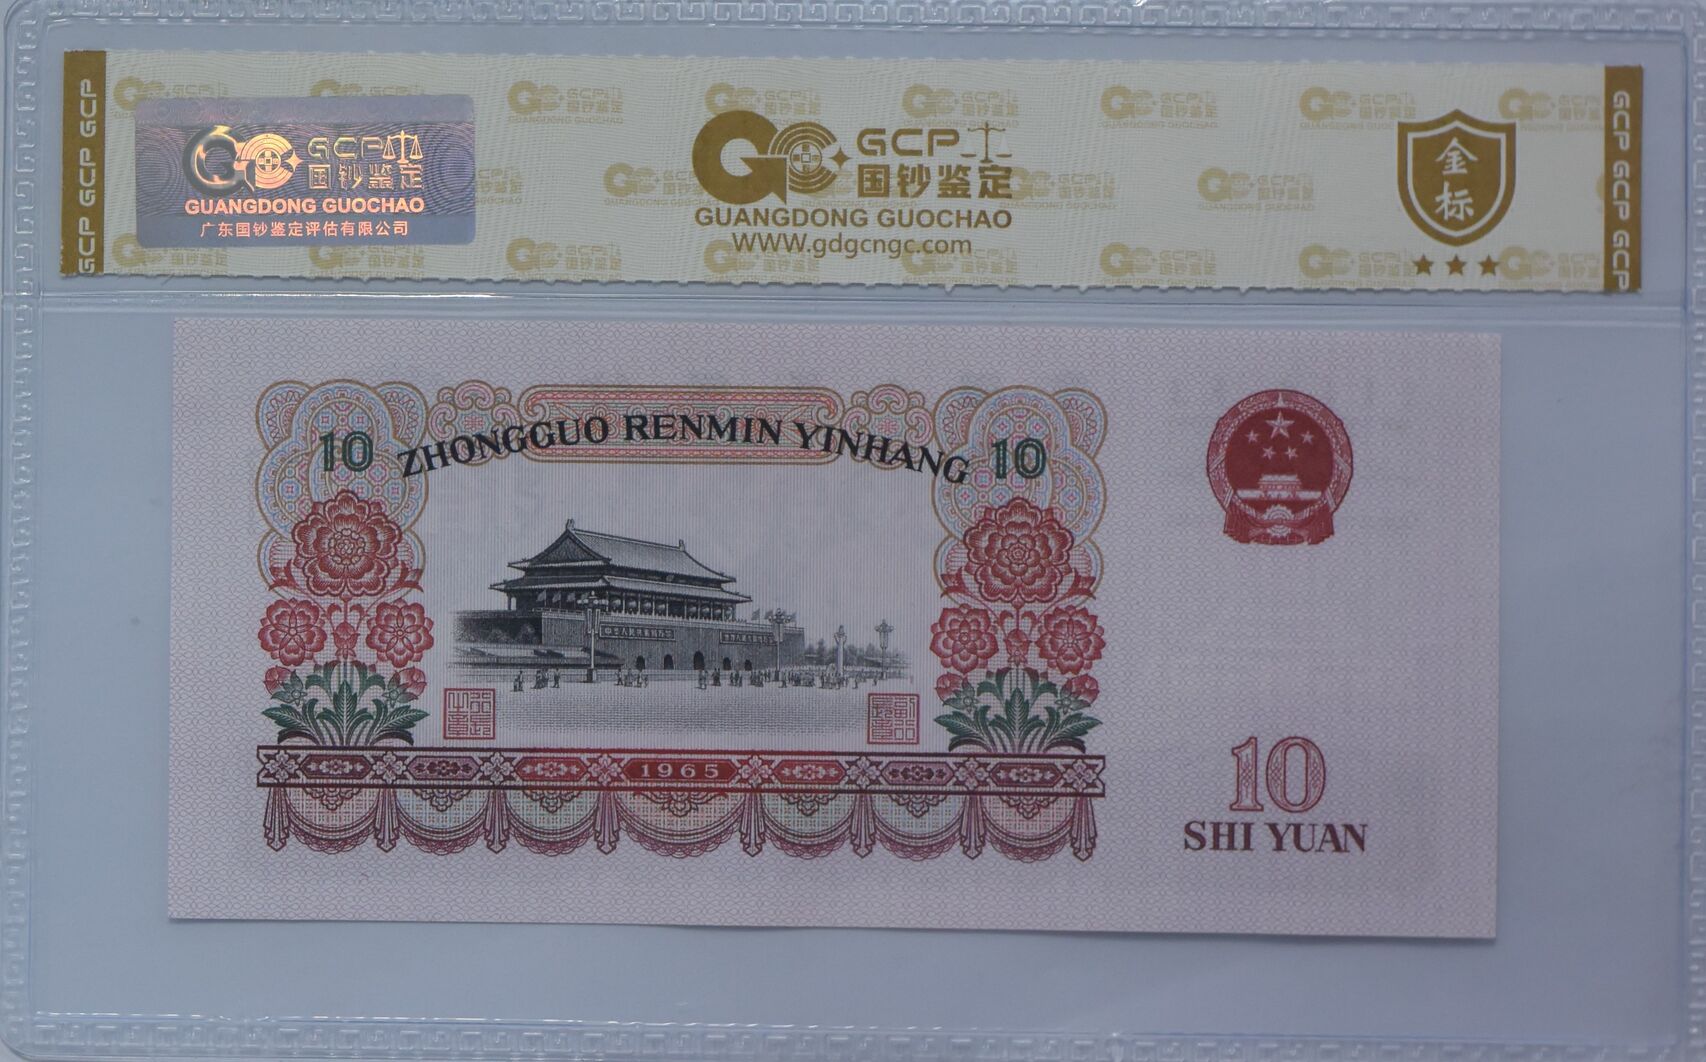 GCP GCP GCP
GCP 国钞鉴定
GUANGDONG GUOCHAO
广东国钞鉴定评估有限公司
GCP
国钞鉴定
GUANGDONG GUOCHAO
WWW.gdgcngc.com
金标
GCP GCP GCP
10 ZHONGGUO RENMIN YINHANG 10
1965
10
SHI YUAN